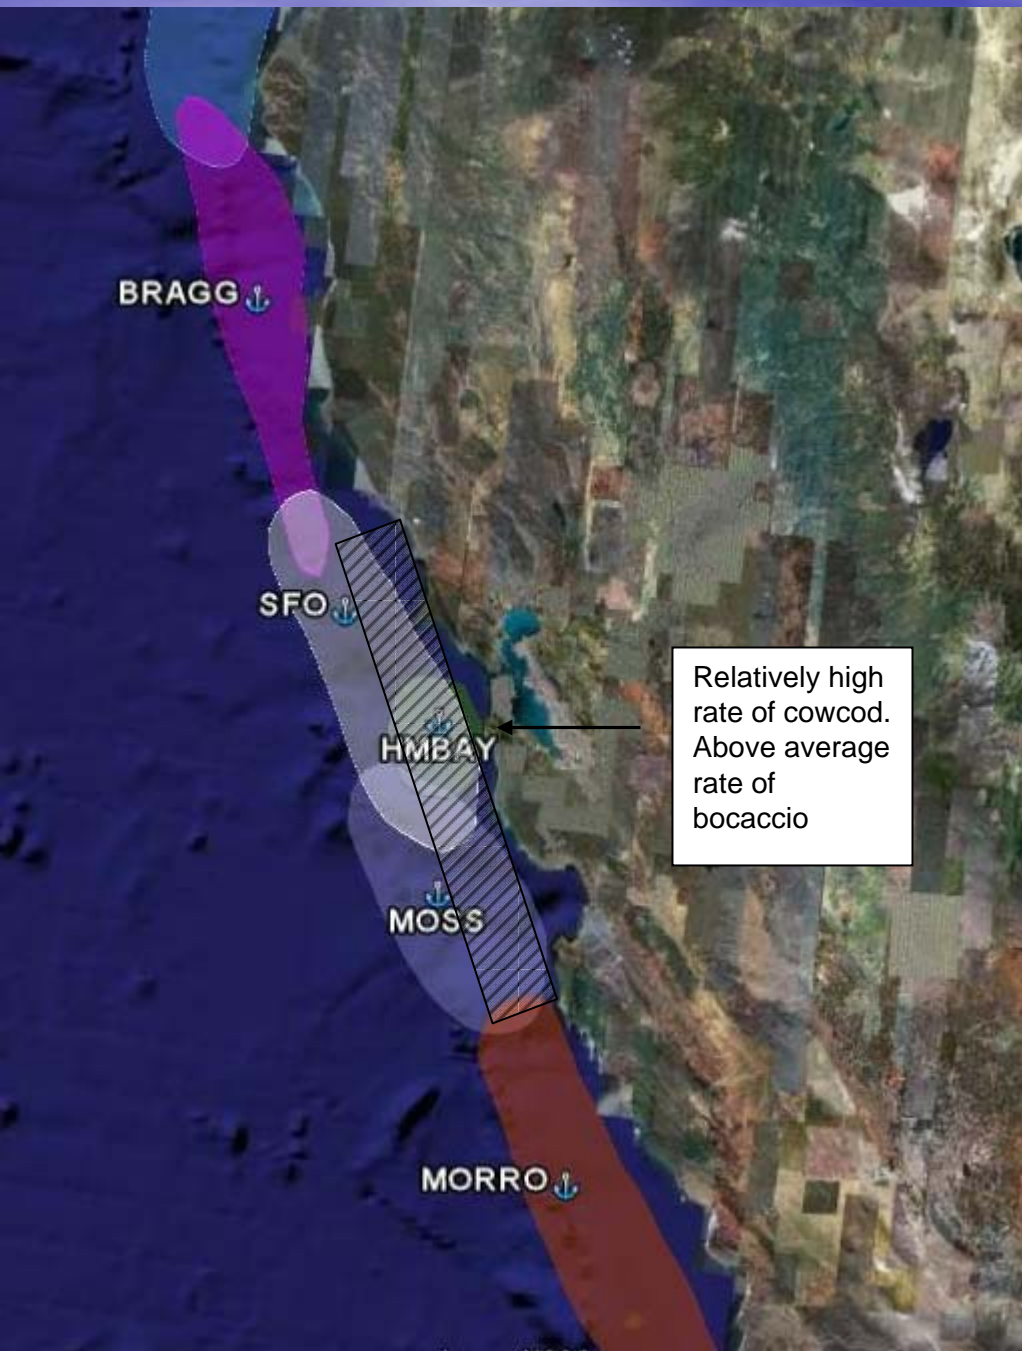 BRAGG
SFO
Relatively high
rate of cowcod.
Above average
rate of
bocaccio
HMBAY
MOSS
MORRO